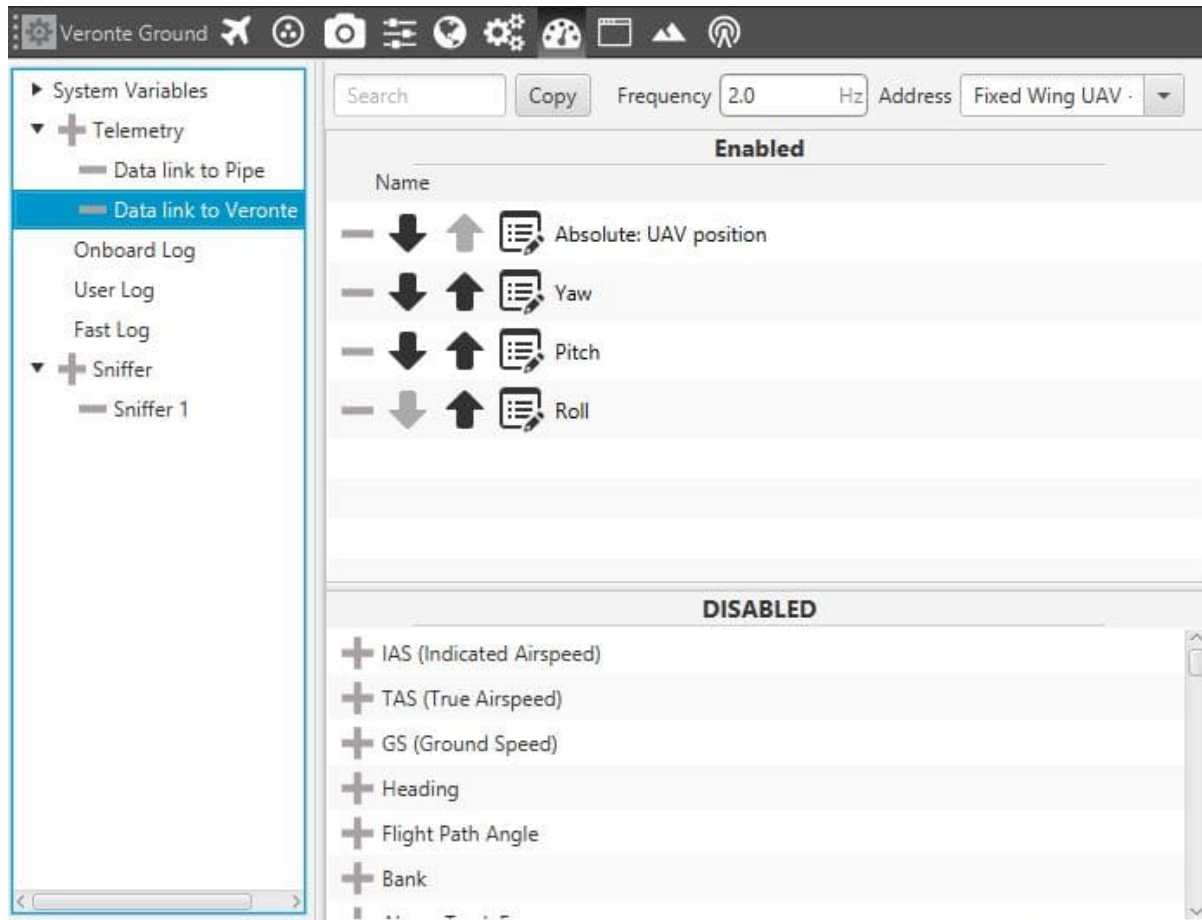 Veronte Ground
System Variables
Telemetry
Data link to Pipe
Data link to Veronte
Onboard Log
User Log
Fast Log
Sniffer
Sniffer 1
Search Copy Frequency 2.0 Hz Address Fixed Wing UAV -
Enabled
Name
Absolute: UAV position
Yaw
Pitch
Roll
DISABLED
IAS (Indicated Airspeed)
TAS (True Airspeed)
GS (Ground Speed)
Heading
Flight Path Angle
Bank